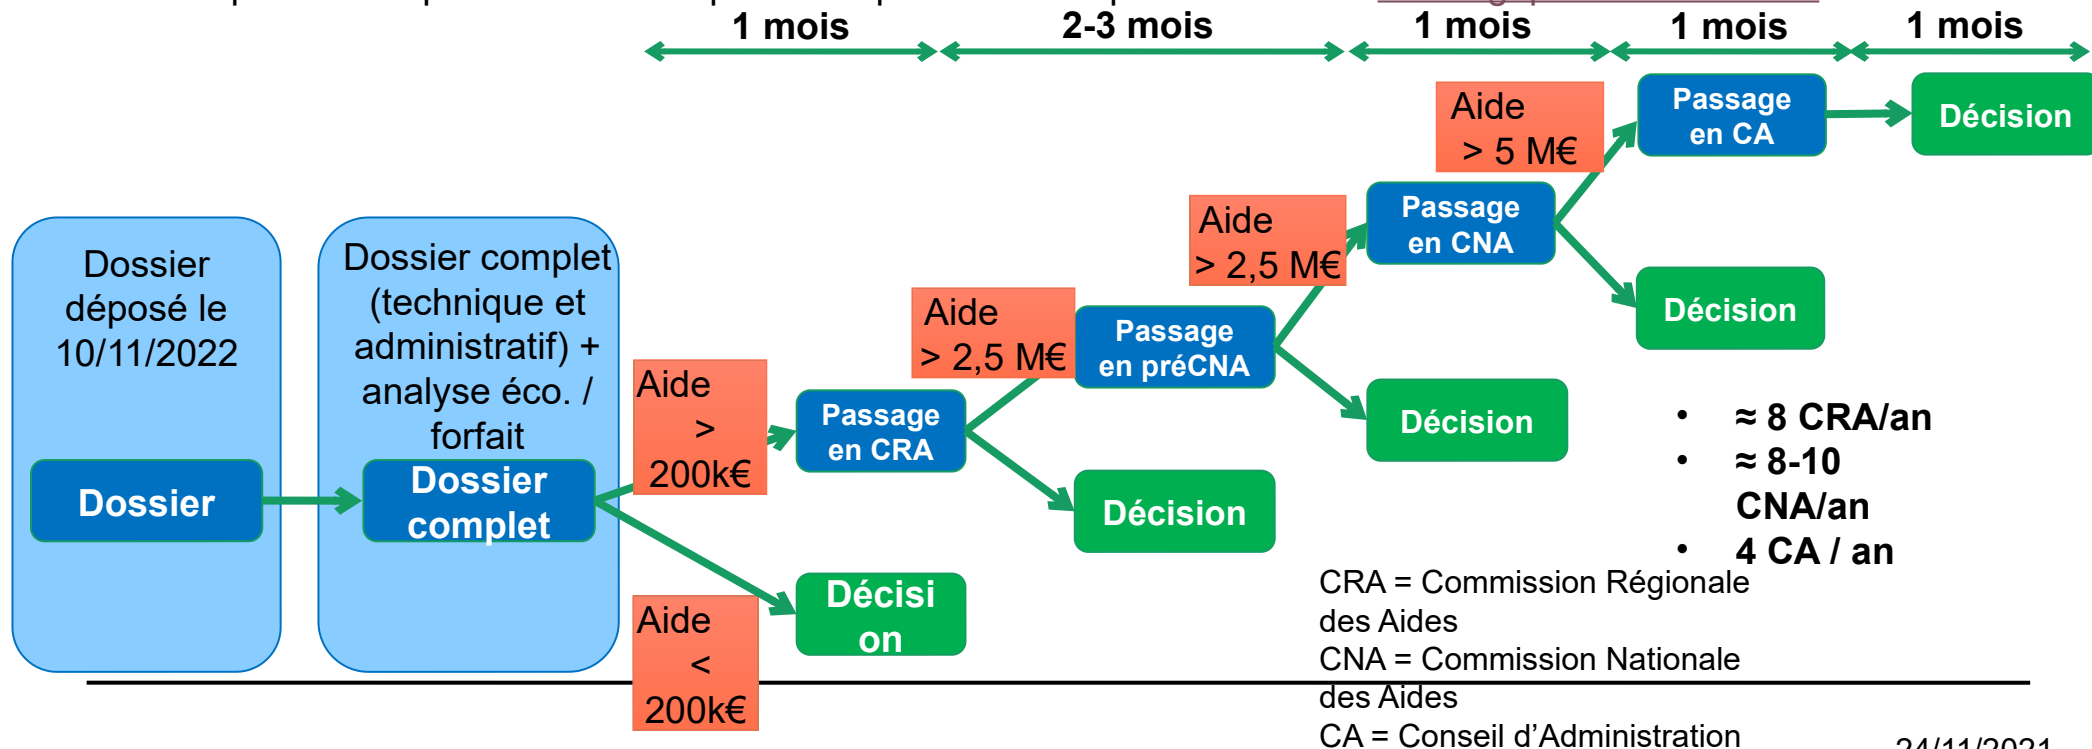 1 mois
2-3 mois
1 mois
1 mois
1 mois
Aide
> 5 M€
Passage
en CA
Décision
Aide
> 2,5 M€
Passage
en CNA
Décision
Aide
> 2,5 M€
Passage
en préCNA
Décision
Dossier
déposé le
10/11/2022
Dossier complet
(technique et
administratif) +
analyse éco. /
forfait
Dossier
Dossier
complet
Aide
>
200k€
Passage
en CRA
Décision
Aide
<
200k€
Décisi
on
• ≈ 8 CRA/an
• ≈ 8-10
CNA/an
• 4 CA / an
CRA = Commission Régionale
des Aides
CNA = Commission Nationale
des Aides
CA = Conseil d’Administration
24/11/2021